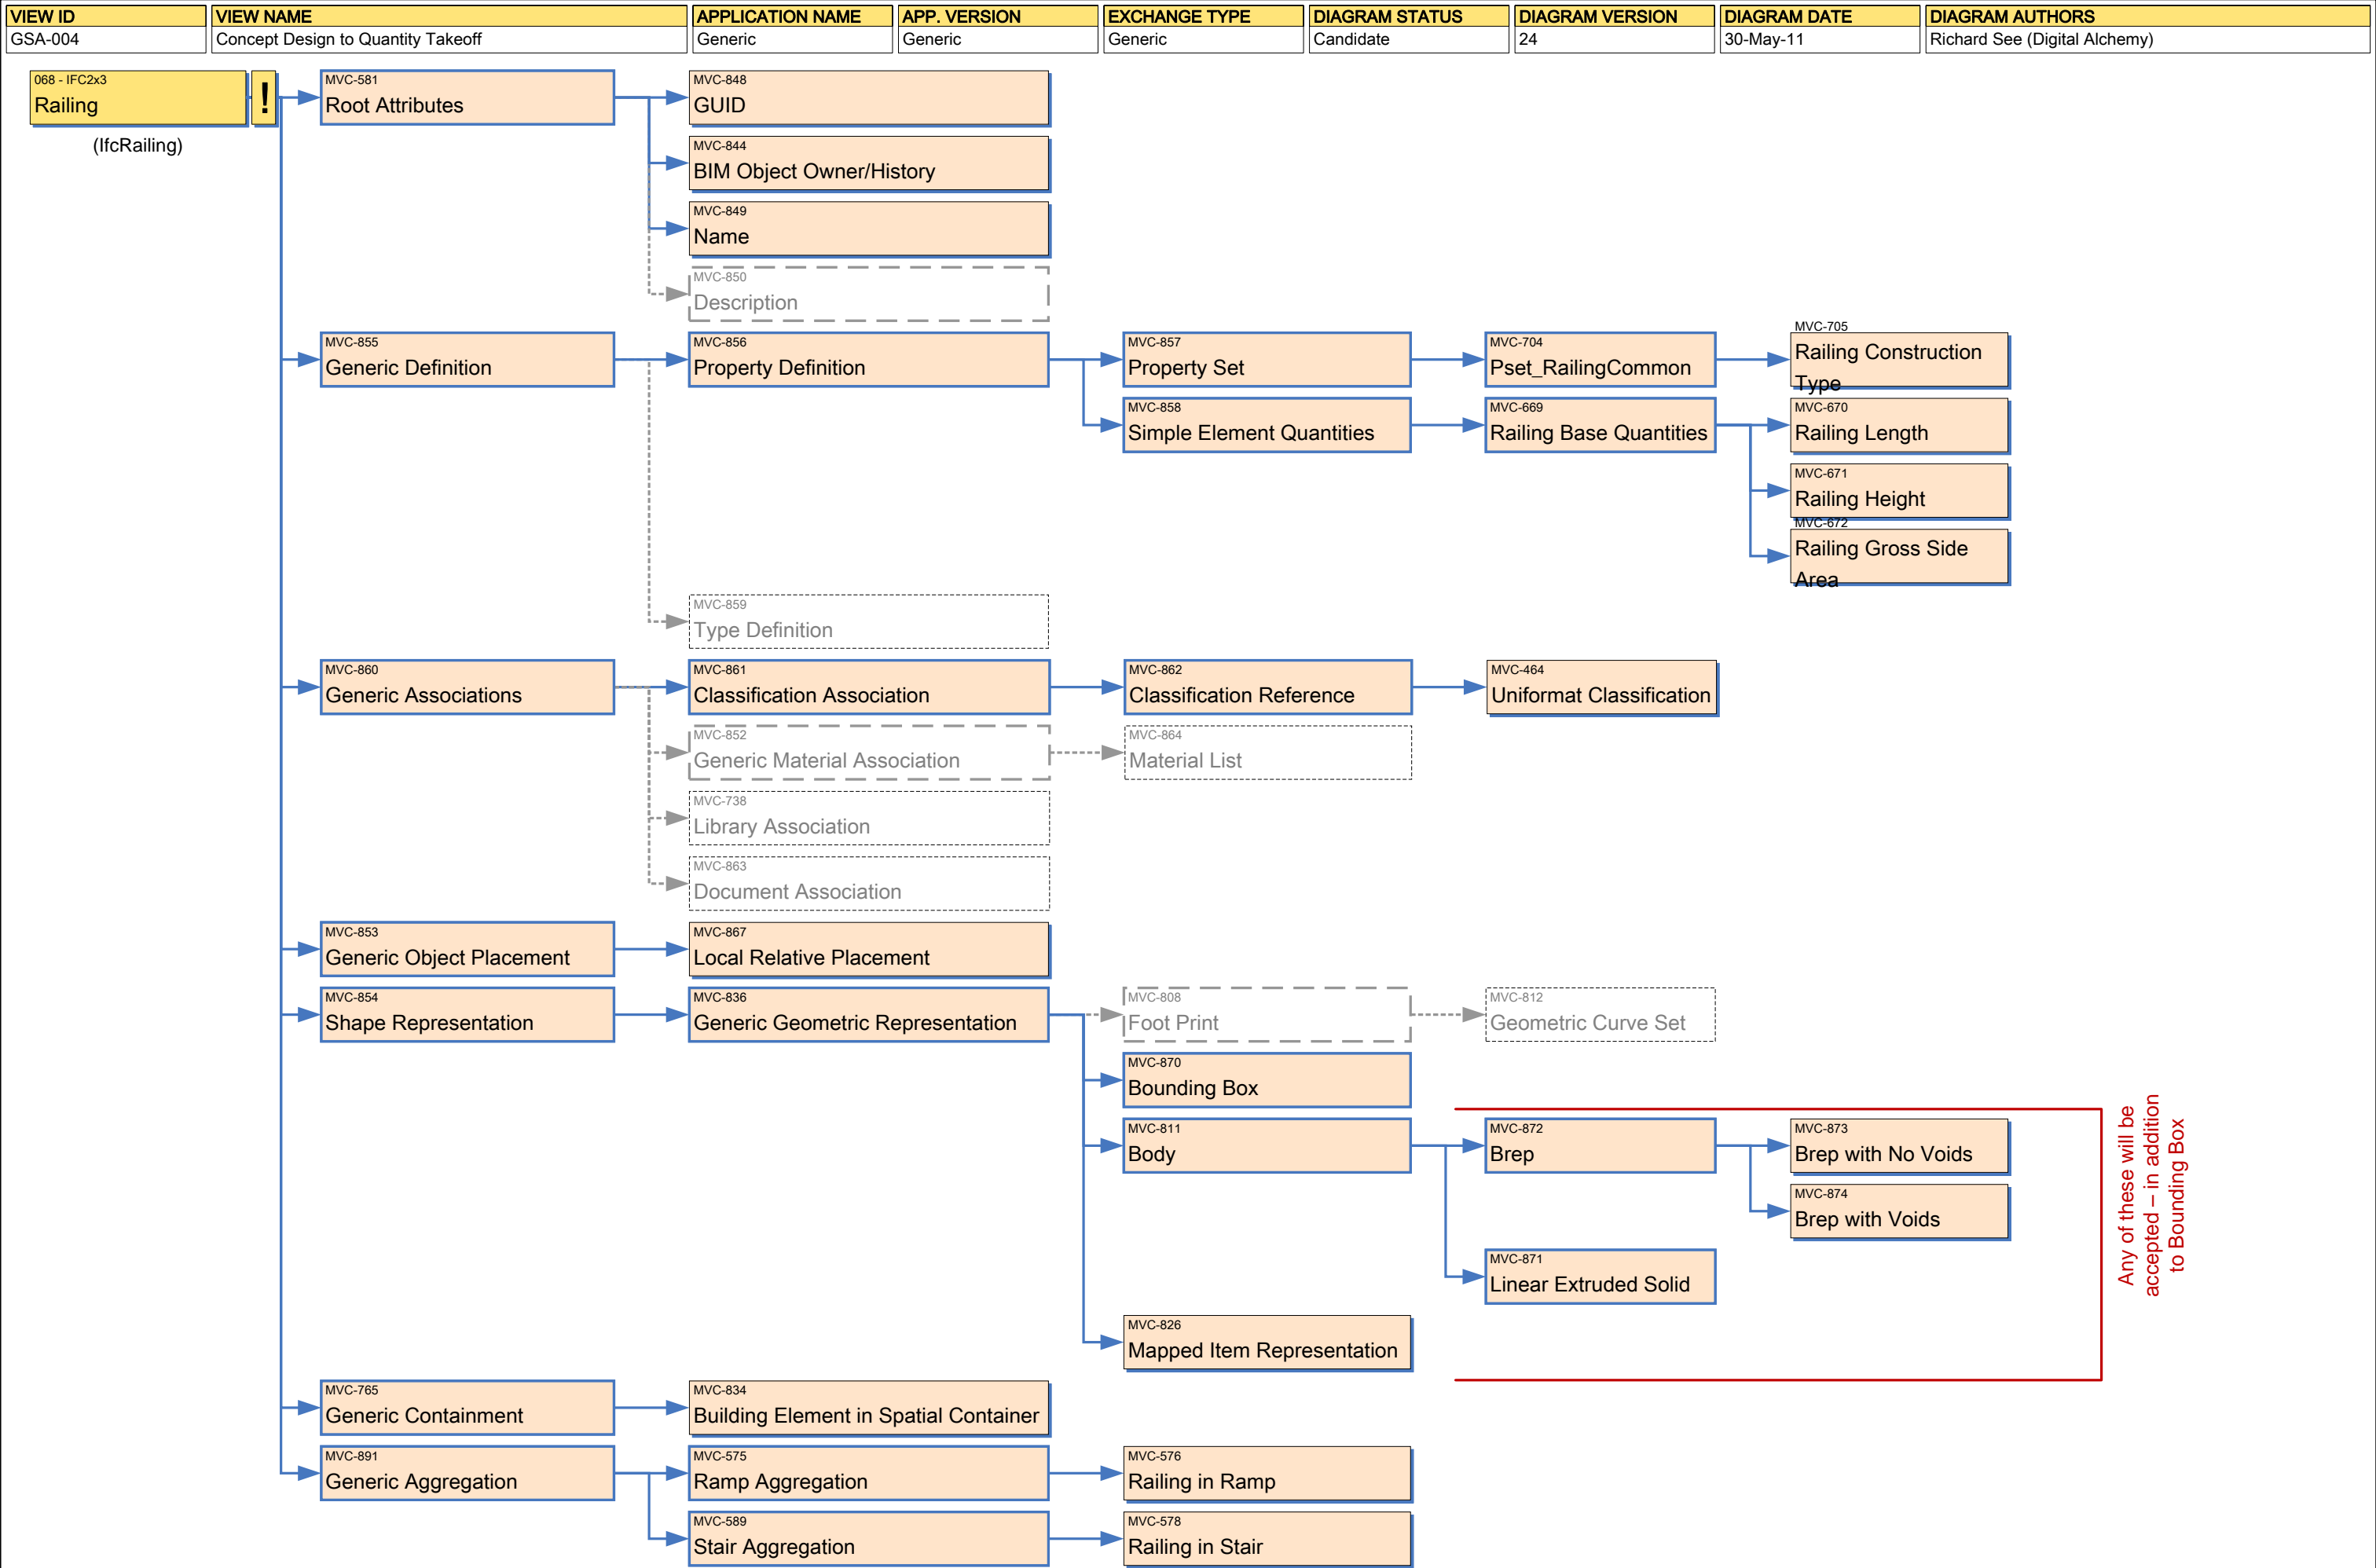 VIEW ID
GSA-004
VIEW NAME
Concept Design to Quantity Takeoff
APPLICATION NAME
Generic
APP. VERSION
Generic
EXCHANGE TYPE
Generic
DIAGRAM STATUS
Candidate
DIAGRAM VERSION
24
DIAGRAM DATE
30-May-11
DIAGRAM AUTHORS
Richard See (Digital Alchemy)
068 - IFC2x3
Railing
!
(IfcRailing)
MVC-581
Root Attributes
MVC-848
GUID
MVC-844
BIM Object Owner/History
MVC-849
Name
MVC-850
Description
MVC-855
Generic Definition
MVC-856
Property Definition
MVC-857
Property Set
MVC-704
Pset_RailingCommon
MVC-705
Railing Construction
Type
MVC-858
Simple Element Quantities
MVC-669
Railing Base Quantities
MVC-670
Railing Length
MVC-671
Railing Height
MVC-672
Railing Gross Side
Area
MVC-859
Type Definition
MVC-860
Generic Associations
MVC-861
Classification Association
MVC-862
Classification Reference
MVC-464
Uniformat Classification
MVC-852
Generic Material Association
MVC-864
Material List
MVC-738
Library Association
MVC-863
Document Association
MVC-853
Generic Object Placement
MVC-867
Local Relative Placement
MVC-854
Shape Representation
MVC-836
Generic Geometric Representation
MVC-808
Foot Print
MVC-812
Geometric Curve Set
MVC-870
Bounding Box
MVC-811
Body
MVC-872
Brep
MVC-873
Brep with No Voids
MVC-874
Brep with Voids
MVC-871
Linear Extruded Solid
MVC-826
Mapped Item Representation
Any of these will be
accepted – in addition
to Bounding Box
MVC-765
Generic Containment
MVC-834
Building Element in Spatial Container
MVC-891
Generic Aggregation
MVC-575
Ramp Aggregation
MVC-576
Railing in Ramp
MVC-589
Stair Aggregation
MVC-578
Railing in Stair